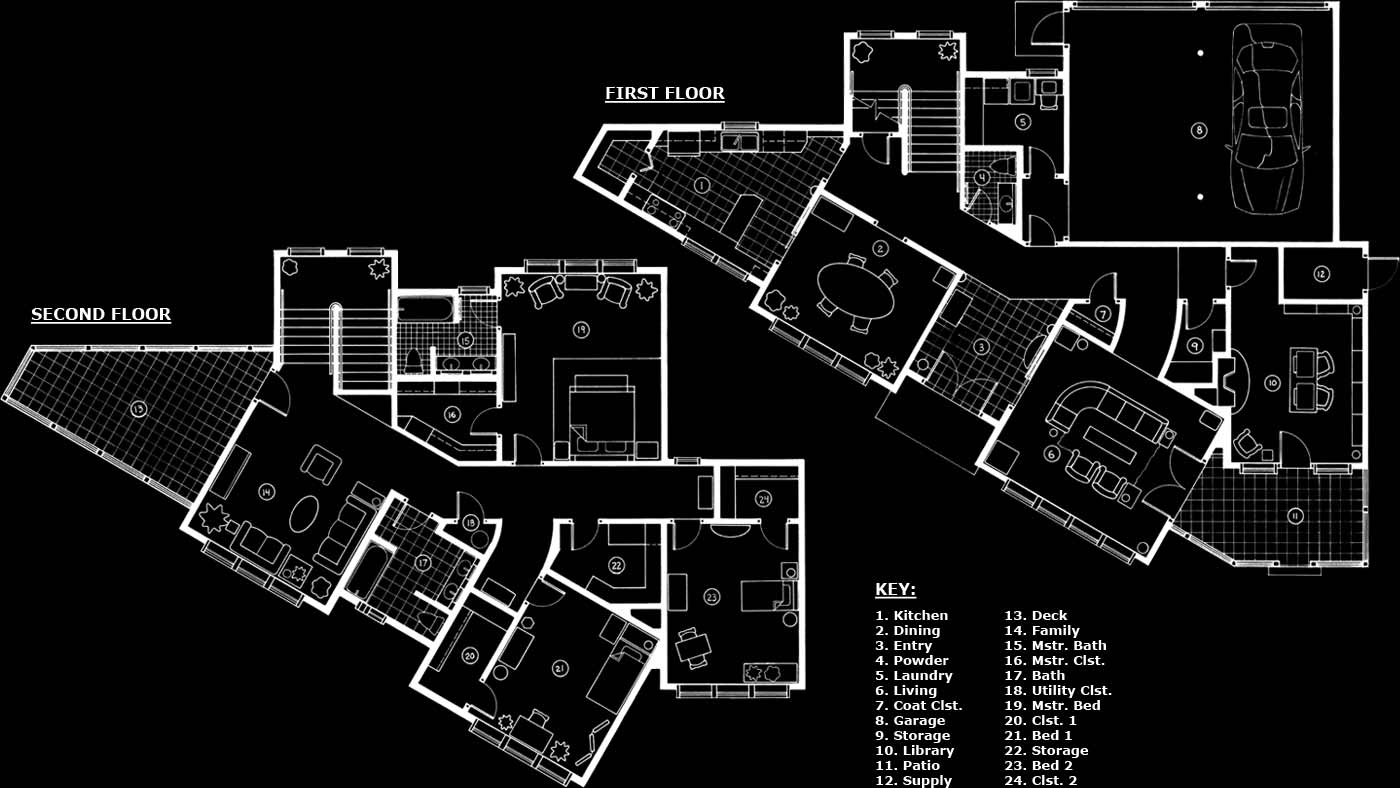 FIRST FLOOR
5
8
4
1
2
12
7
3
9
10
6
11
SECOND FLOOR
19
15
13
16
14
24
18
17
22
23
20
21
KEY:
1. Kitchen
2. Dining
3. Entry
4. Powder
5. Laundry
6. Living
7. Coat Clst.
8. Garage
9. Storage
10. Library
11. Patio
12. Supply
13. Deck
14. Family
15. Mstr. Bath
16. Mstr. Clst.
17. Bath
18. Utility Clst.
19. Mstr. Bed
20. Clst. 1
21. Bed 1
22. Storage
23. Bed 2
24. Clst. 2